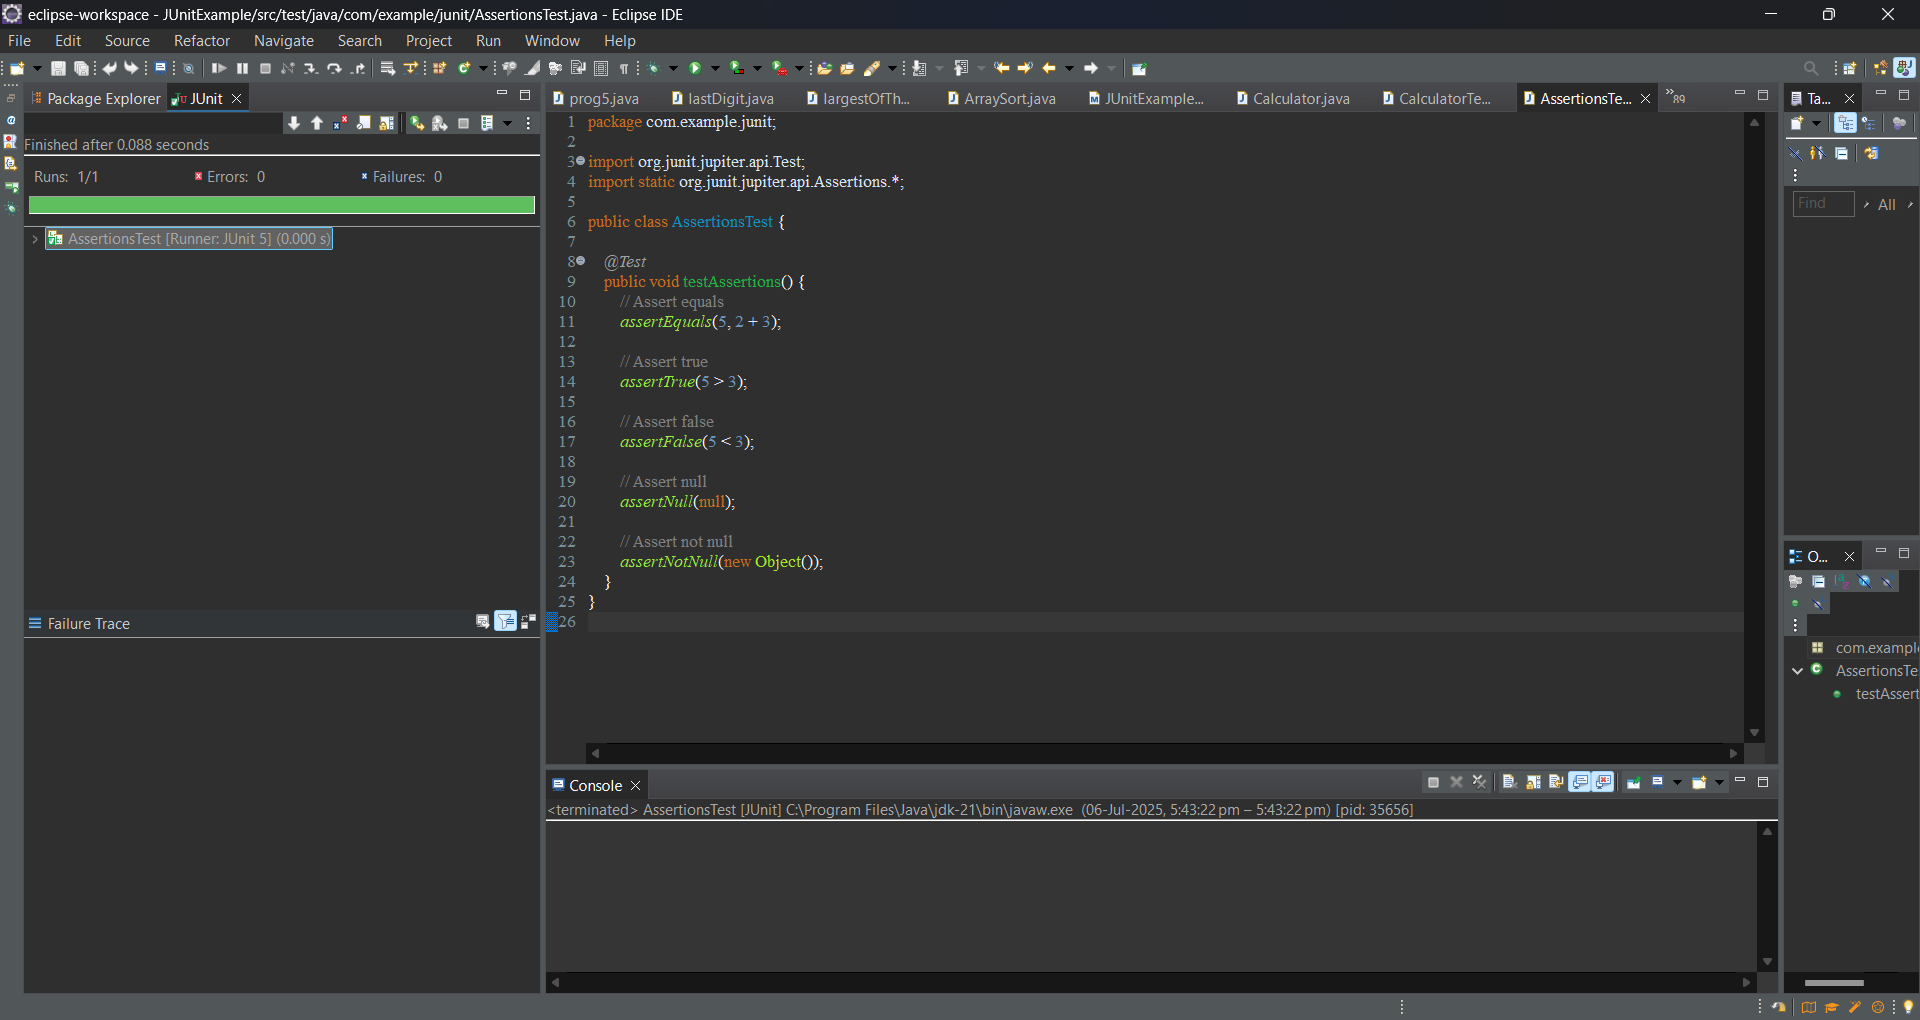 eclipse-workspace - JUnitExample/src/test/java/com/example/junit/AssertionsTest.java - Eclipse IDE
File Edit Source Refactor Navigate Search Project Run Window Help
Package Explorer JUnit
Finished after 0.088 seconds
Runs: 1/1 Errors: 0 Failures: 0
AssertionsTest [Runner: JUnit 5] (0.000 s)
Failure Trace
prog5.java lastDigit.java largestOfTh... ArraySort.java JUnitExample... Calculator.java CalculatorTe... AssertionsTe... »89
1 package com.example.junit;
2
3 import org.junit.jupiter.api.Test;
4 import static org.junit.jupiter.api.Assertions.*;
5
6 public class AssertionsTest {
7
8 @Test
9 public void testAssertions() {
10 // Assert equals
11 assertEquals(5, 2 + 3);
12
13 // Assert true
14 assertTrue(5 > 3);
15
16 // Assert false
17 assertFalse(5 < 3);
18
19 // Assert null
20 assertNull(null);
21
22 // Assert not null
23 assertNotNull(new Object());
24 }
25 }
26
Console
<terminated> AssertionsTest [JUnit] C:\Program Files\Java\jdk-21\bin\javaw.exe (06-Jul-2025, 5:43:22 pm – 5:43:22 pm) [pid: 35656]
Ta...
Find All
O...
com.exampl
AssertionsTe
testAssert